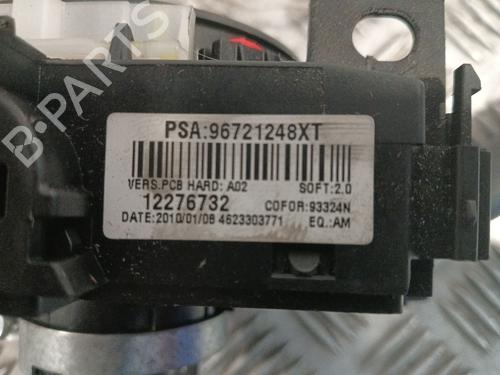 PSA:96721248XT
VERS.PCB HARD: A02 SOFT:2.0
12276732 COFOR:93324N
DATE:2010/01/08 4623303771 EQ.:AM
B-PARTS